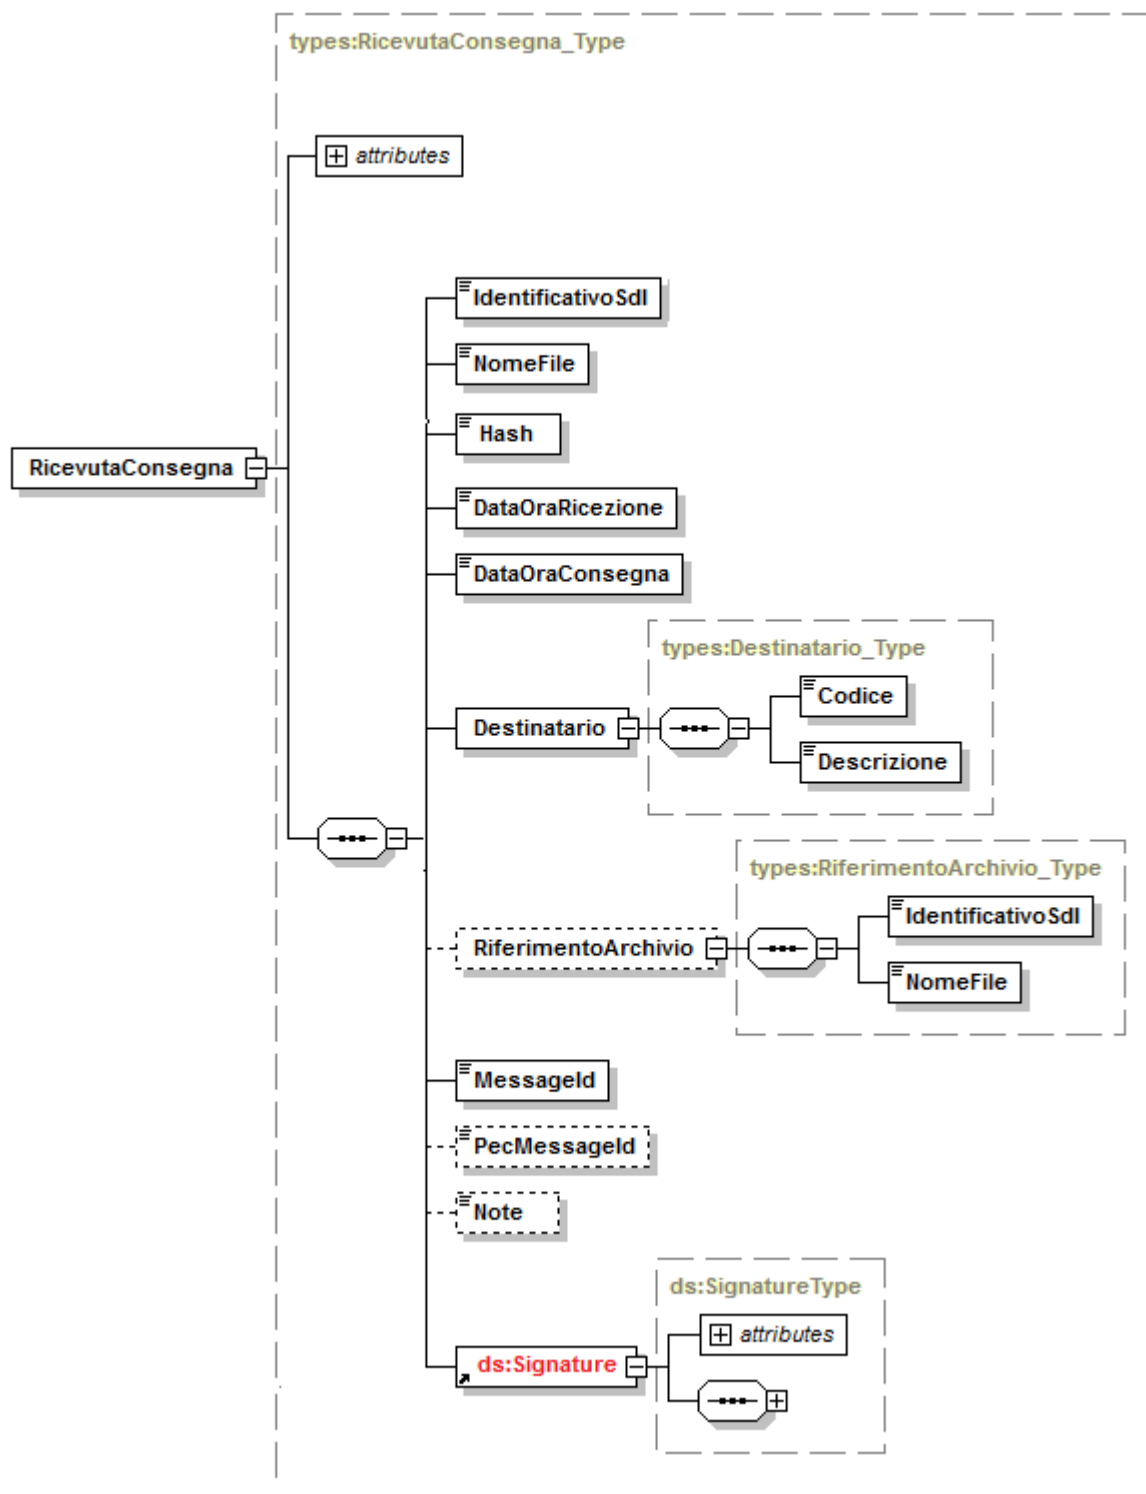 types:RicevutaConsegna_Type
attributes
IdentificativoSdI
NomeFile
Hash
RicevutaConsegna
DataOraRicezione
DataOraConsegna
types:Destinatario_Type
Codice
Destinatario
Descrizione
types:RiferimentoArchivio_Type
IdentificativoSdI
RiferimentoArchivio
NomeFile
MessageId
PecMessageId
Note
ds:SignatureType
attributes
ds:Signature